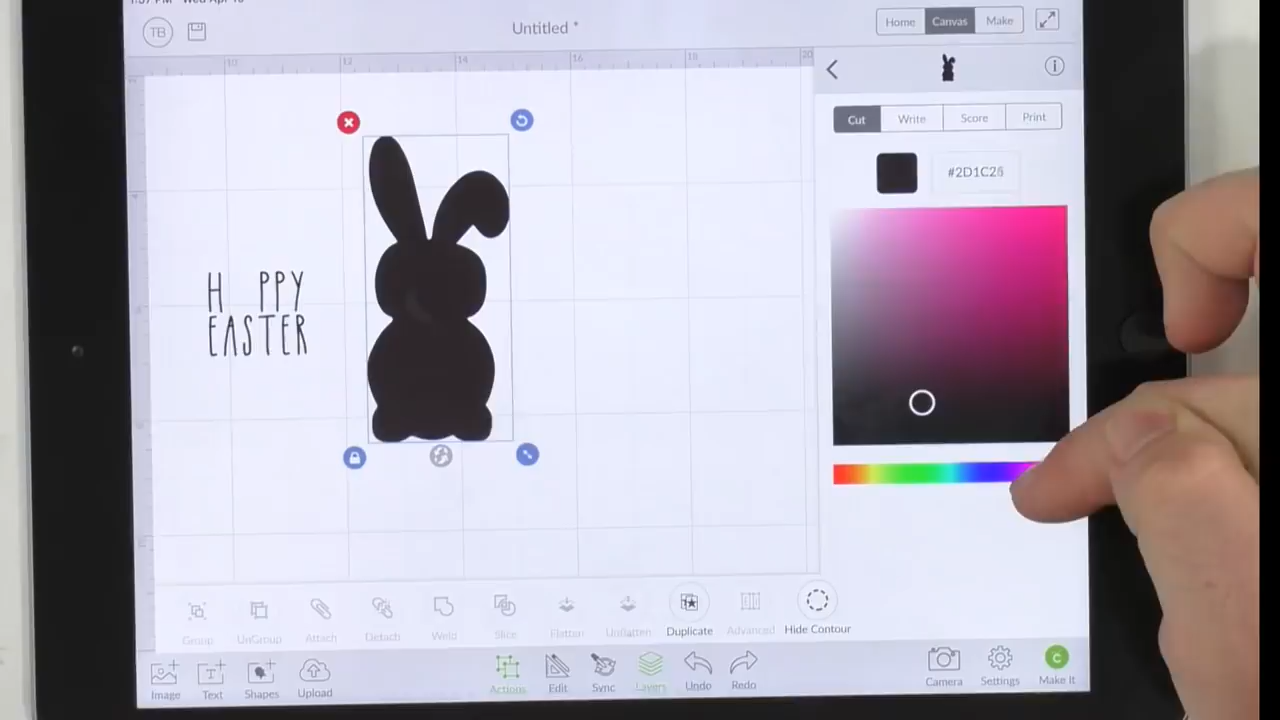 TB
Untitled *
Home
Canvas
Make
10
12
14
16
18
20
Cut
Write
Score
Print
H PPY
EASTER
Group
UnGroup
Attach
Detach
Weld
Slice
Flatten
Unflatten
Duplicate
Advanced
Hide Contour
Image
Text
Shapes
Upload
Actions
Edit
Sync
Layers
Undo
Redo
Camera
Settings
Make It